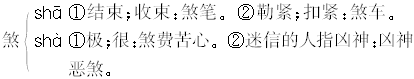 煞 shā ①结束;收束:煞笔。②勒紧;扣紧:煞车。
shà ①极;很:煞费苦心。②迷信的人指凶神:凶神
恶煞。